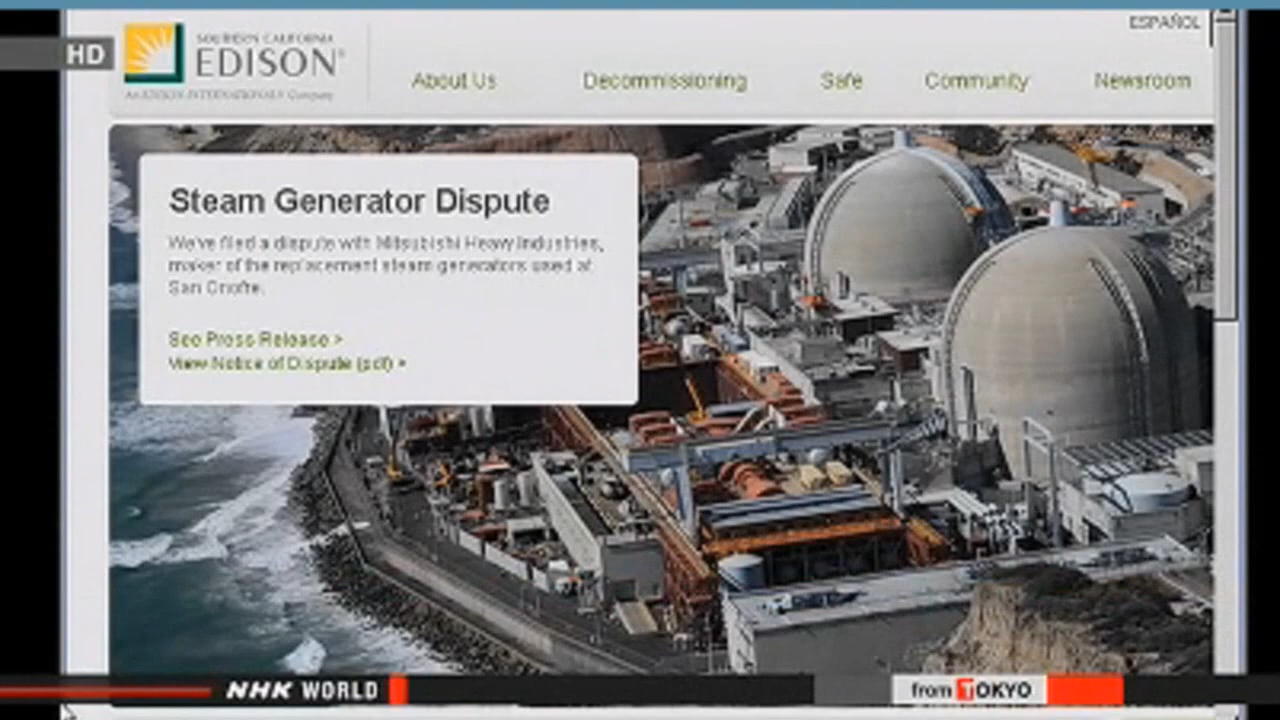 ESPAÑOL
HD
SOUTHERN CALIFORNIA
EDISON®
An EDISON INTERNATIONAL® Company
About Us
Decommissioning
Safe
Community
Newsroom
Steam Generator Dispute
We've filed a dispute with Mitsubishi Heavy Industries,
maker of the replacement steam generators used at
San Onofre.
See Press Release >
View Notice of Dispute (pdf) >
NHK WORLD
from TOKYO